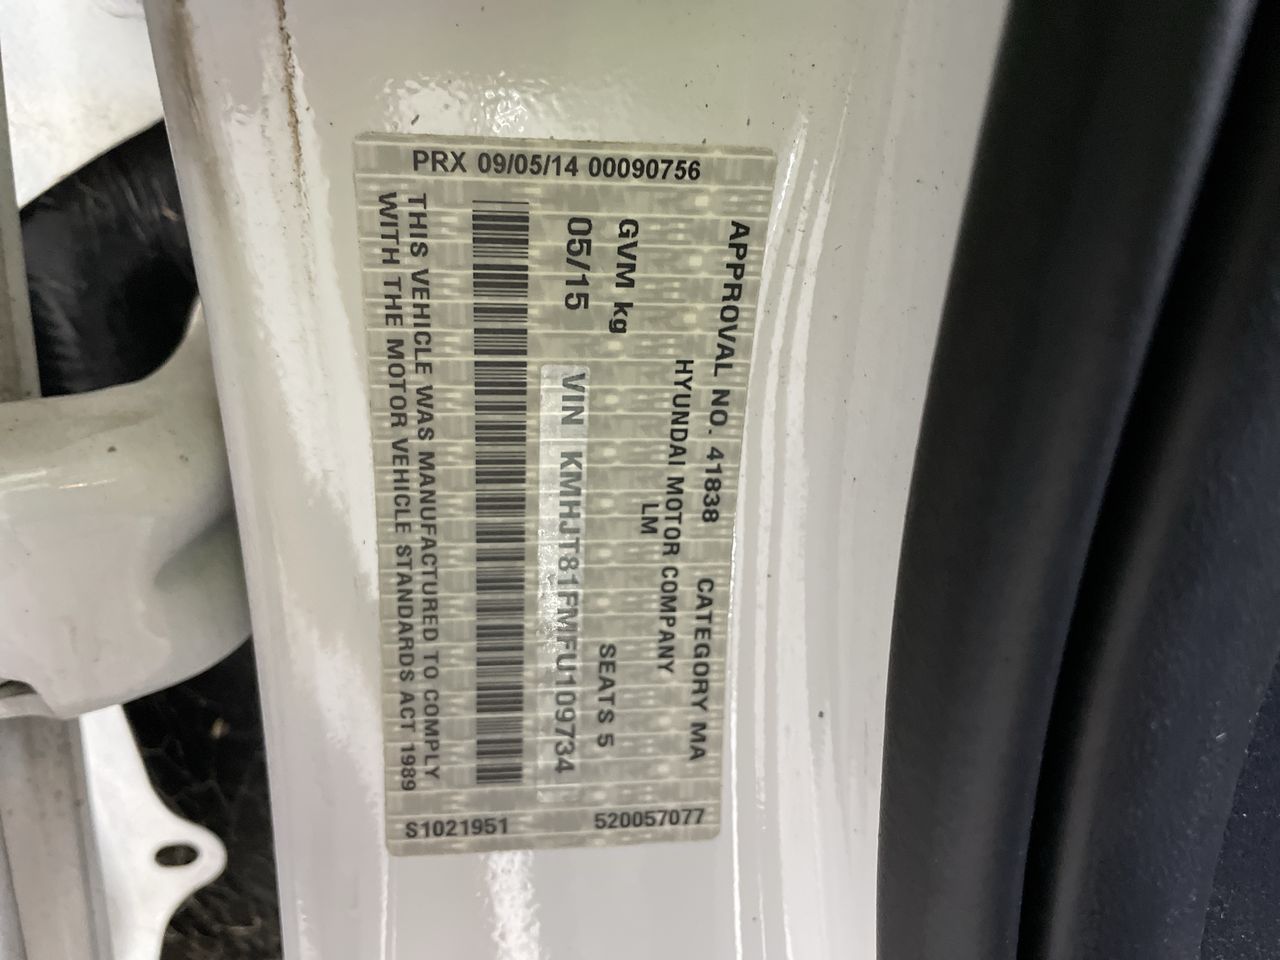 PRX 09/05/14 00090756
APPROVAL NO. 41838 CATEGORY MA
HYUNDAI MOTOR COMPANY
LM
GVM kg SEATS 5
05/15 VIN KMHJT81FMFU109734
THIS VEHICLE WAS MANUFACTURED TO COMPLY
WITH THE MOTOR VEHICLE STANDARDS ACT 1989
S1021951 520057077